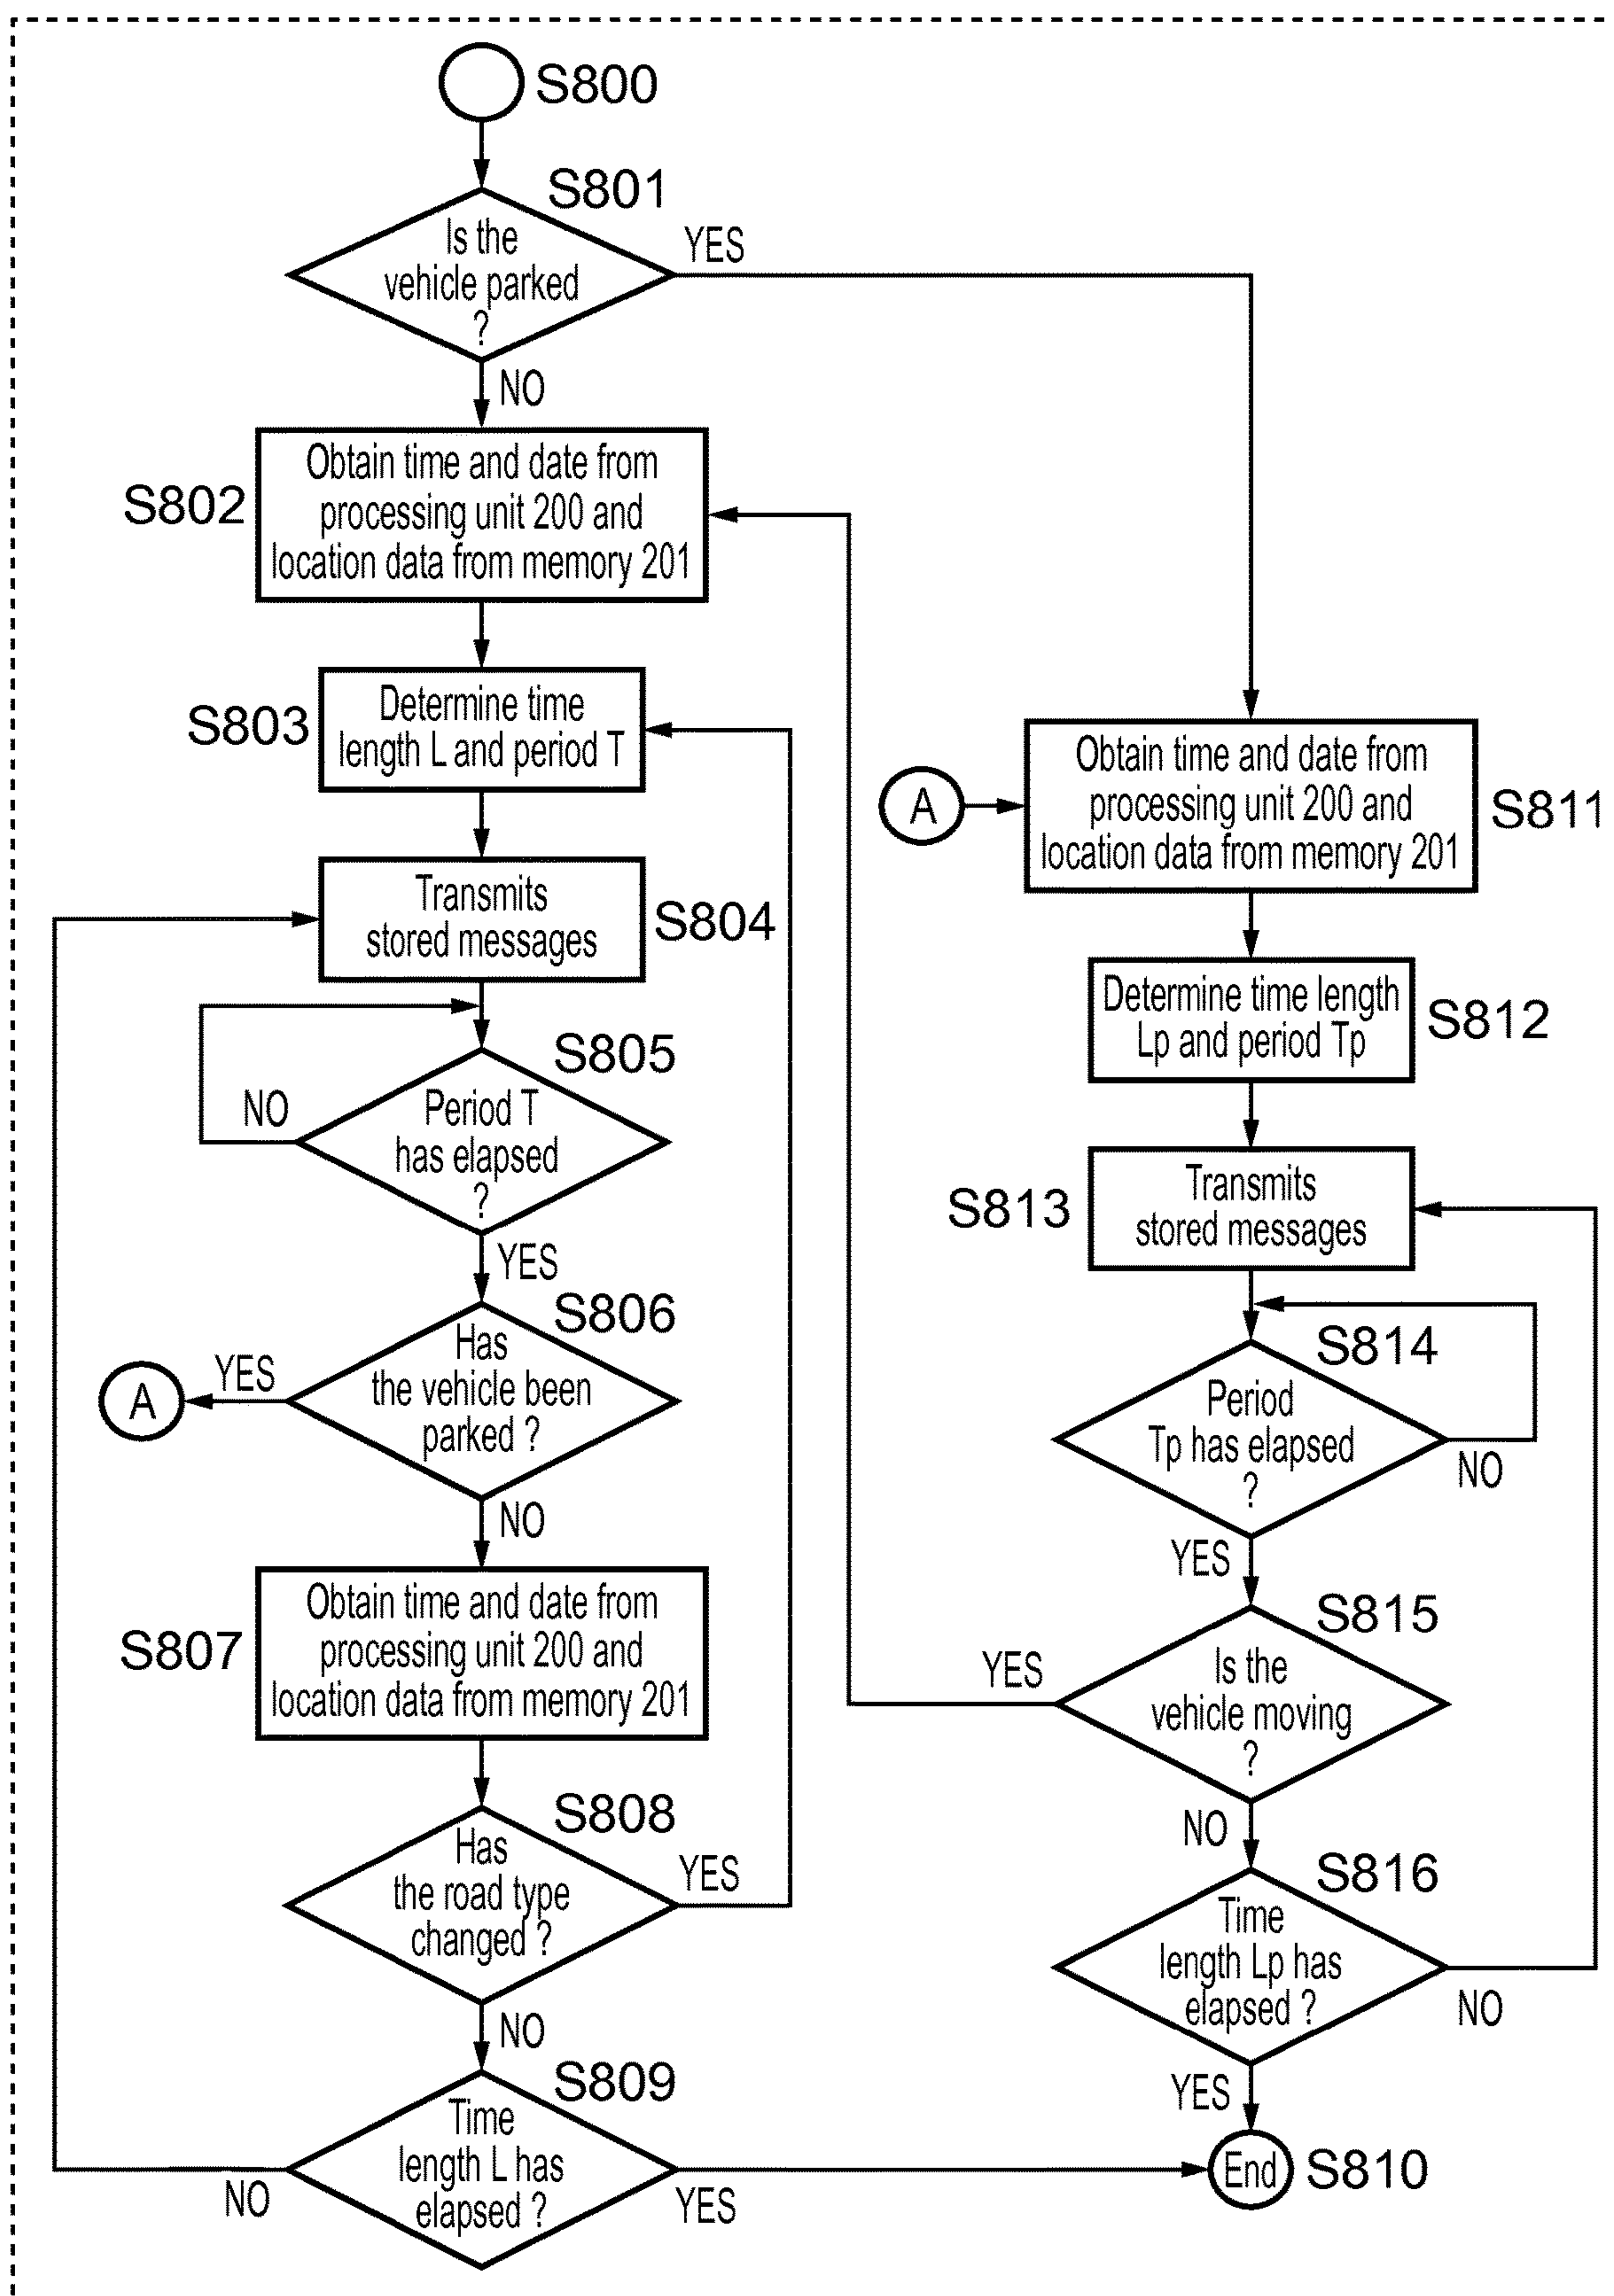 S800
S801
Is the
vehicle parked
?
YES
NO
S802
Obtain time and date from
processing unit 200 and
location data from memory 201
S803
Determine time
length L and period T
S804
Transmits
stored messages
S805
Period T
has elapsed
?
NO
YES
S806
Has
the vehicle been
parked ?
YES
A
NO
S807
Obtain time and date from
processing unit 200 and
location data from memory 201
S808
Has
the road type
changed ?
YES
NO
S809
Time
length L has
elapsed ?
NO
YES
A
Obtain time and date from
processing unit 200 and
location data from memory 201
S811
Determine time length
Lp and period Tp
S812
S813
Transmits
stored messages
S814
Period
Tp has elapsed
?
NO
YES
S815
Is the
vehicle moving
?
YES
NO
S816
Time
length Lp has
elapsed ?
NO
YES
End
S810